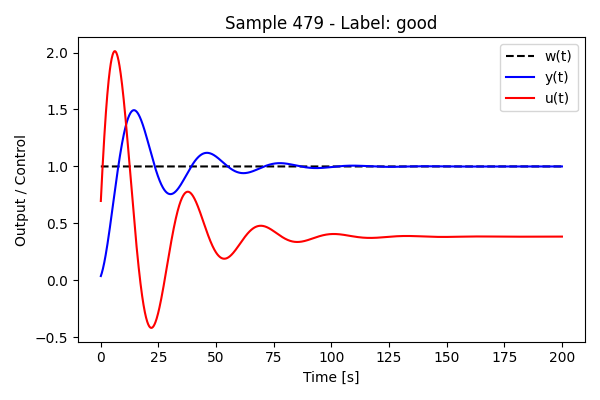 Sample 479 - Label: good
w(t)
y(t)
u(t)
Output / Control
2.0
1.5
1.0
0.5
0.0
−0.5
0 25 50 75 100 125 150 175 200
Time [s]